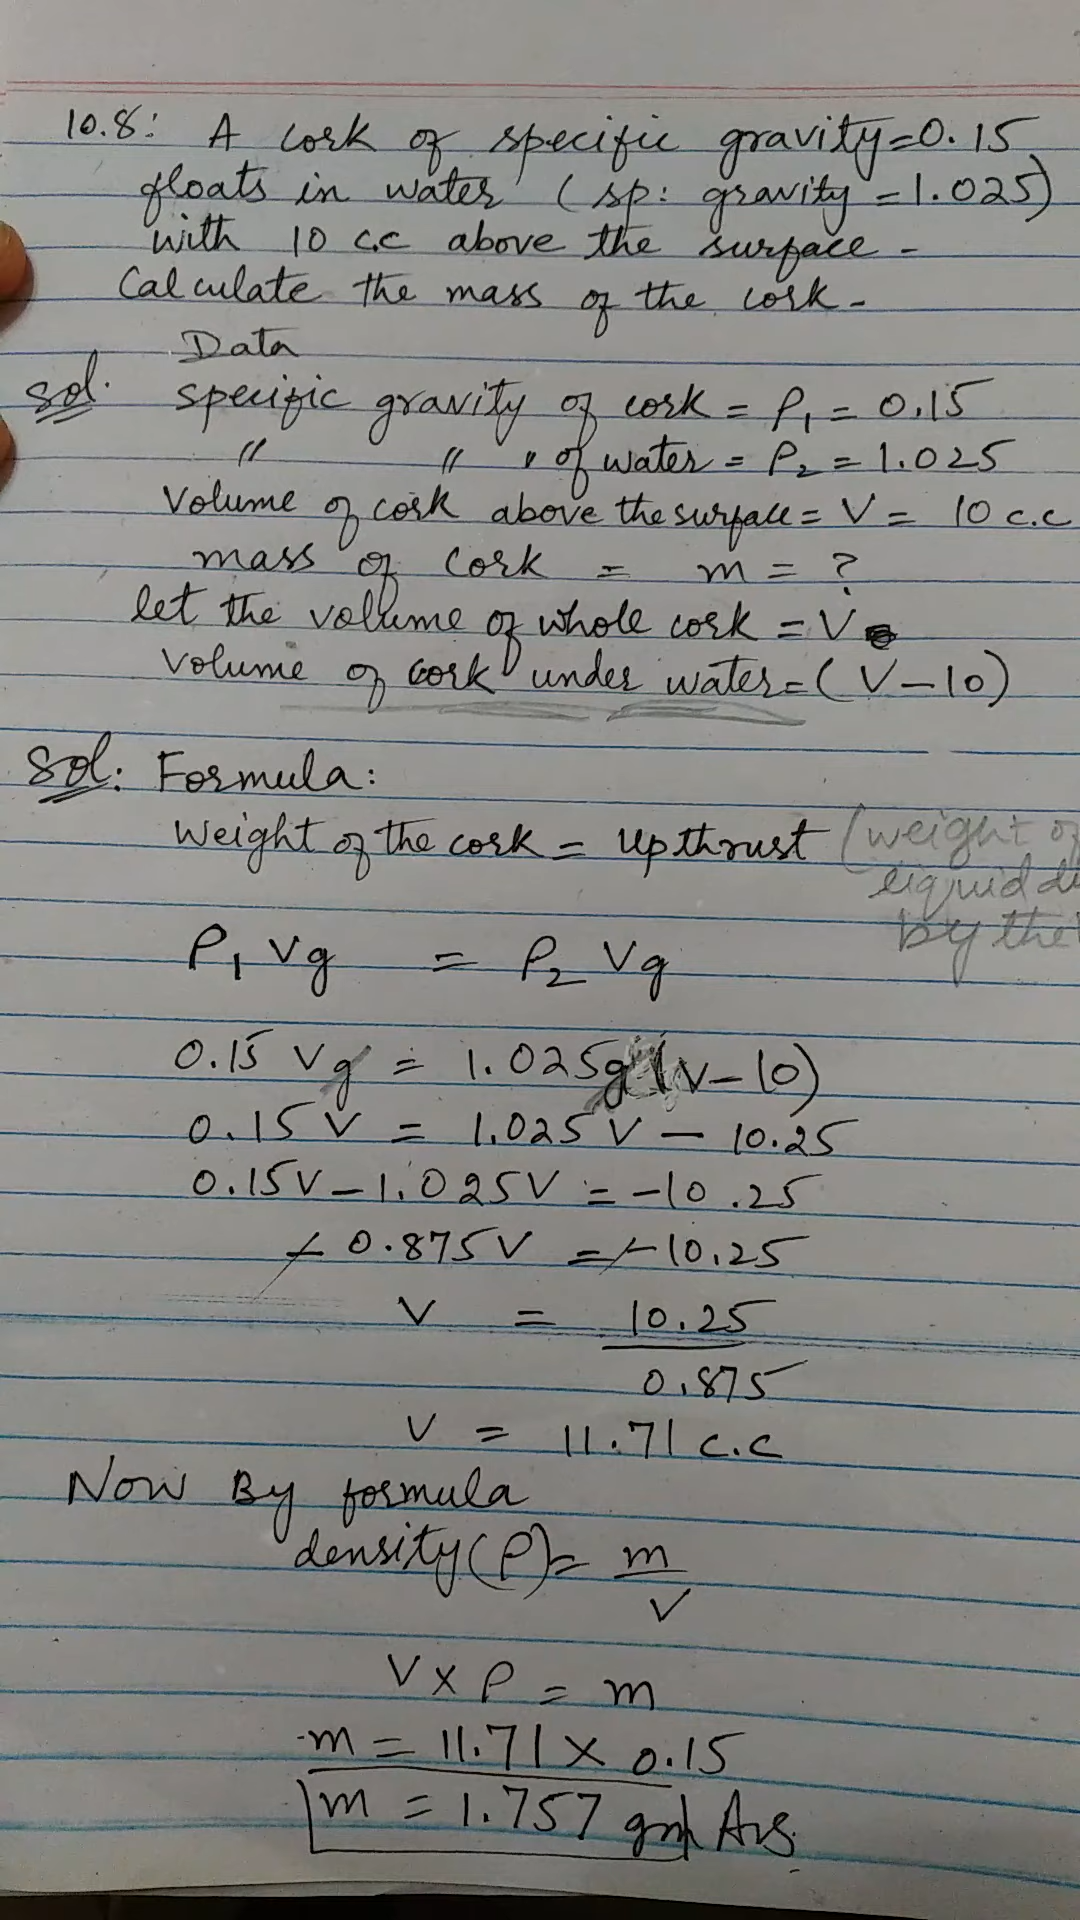 10.8: A cork of specific gravity=0.15
floats in water (sp: gravity=1.025)
with 10 c.c above the surface-
Calculate the mass of the cork-
Data
Sol. specific gravity of cork = ρ₁ = 0.15
" " " of water = ρ₂ = 1.025
Volume of cork above the surface = V = 10 c.c
mass of cork = m = ?
let the volume of whole cork = V
Volume of cork under water = (V-10)
Sol: Formula:
Weight of the cork = Upthrust (weight of
liquid
by the
ρ₁ Vg = ρ₂ Vg
0.15 Vg = 1.025g (V-10)
0.15 V = 1.025 V - 10.25
0.15V - 1.025V = -10.25
- 0.875V = -10.25
V = 10.25
0.875
V = 11.71 c.c
Now By formula
density (ρ) = m
V
V x ρ = m
m = 11.71 x 0.15
m = 1.757 gm Ans.